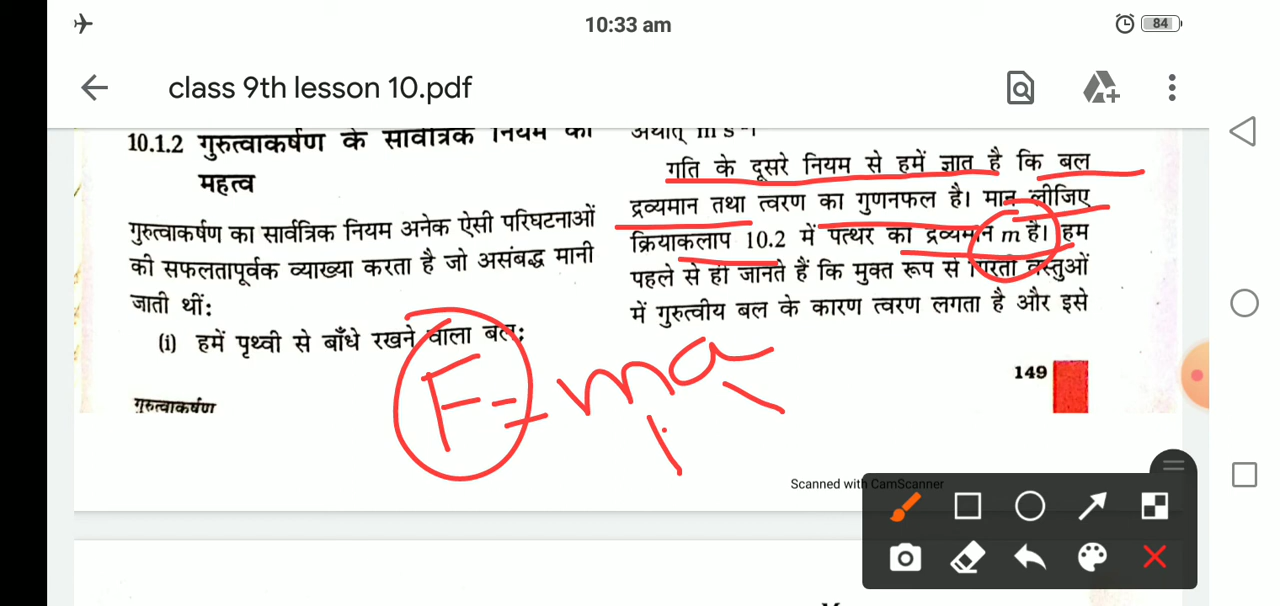 10:33 am
84
class 9th lesson 10.pdf
10.1.2 गुरुत्वाकर्षण के सार्वत्रिक नियम का
महत्व
गुरुत्वाकर्षण का सार्वत्रिक नियम अनेक ऐसी परिघटनाओं
की सफलतापूर्वक व्याख्या करता है जो असंबद्ध मानी
जाती थीं:
(i) हमें पृथ्वी से बाँधे रखने वाला बल;
गुरुत्वाकर्षण
अर्थात् m s
गति के दूसरे नियम से हमें ज्ञात है कि बल
द्रव्यमान तथा त्वरण का गुणनफल है। मान लीजिए
क्रियाकलाप 10.2 में पत्थर का द्रव्यमान m है। हम
पहले से ही जानते हैं कि मुक्त रूप से गिरती वस्तुओं
में गुरुत्वीय बल के कारण त्वरण लगता है और इसे
149
F = ma
Scanned with CamScanner